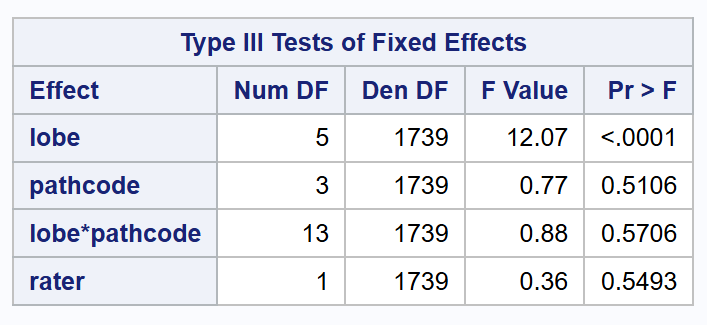 Type III Tests of Fixed Effects
Effect Num DF Den DF F Value Pr > F
lobe 5 1739 12.07 <.0001
pathcode 3 1739 0.77 0.5106
lobe*pathcode 13 1739 0.88 0.5706
rater 1 1739 0.36 0.5493